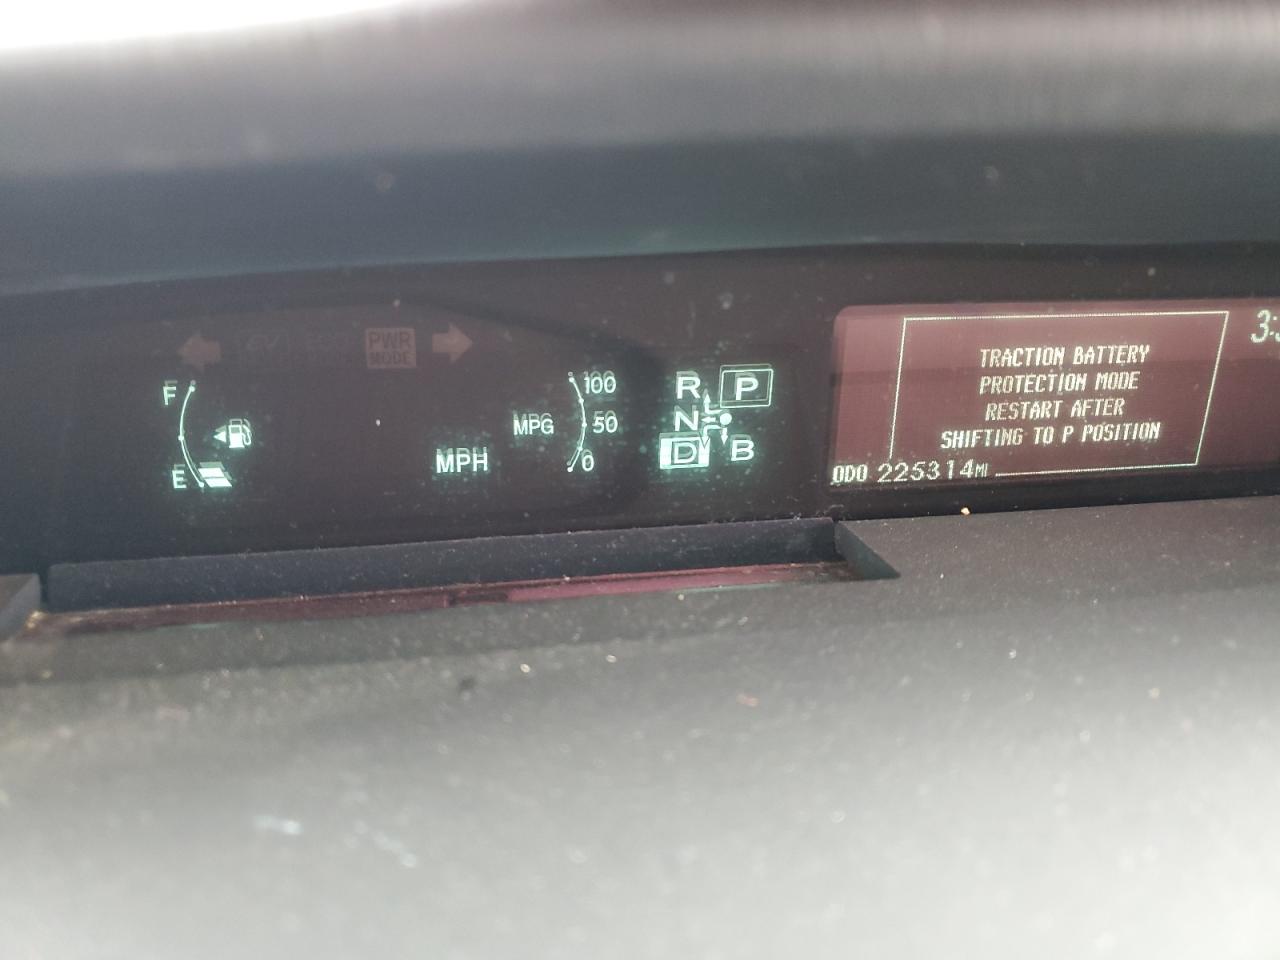 PWR
MODE
F
E
MPH
MPG
100
50
0
R
P
N
D
B
TRACTION BATTERY
PROTECTION MODE
RESTART AFTER
SHIFTING TO P POSITION
ODO 225314MI